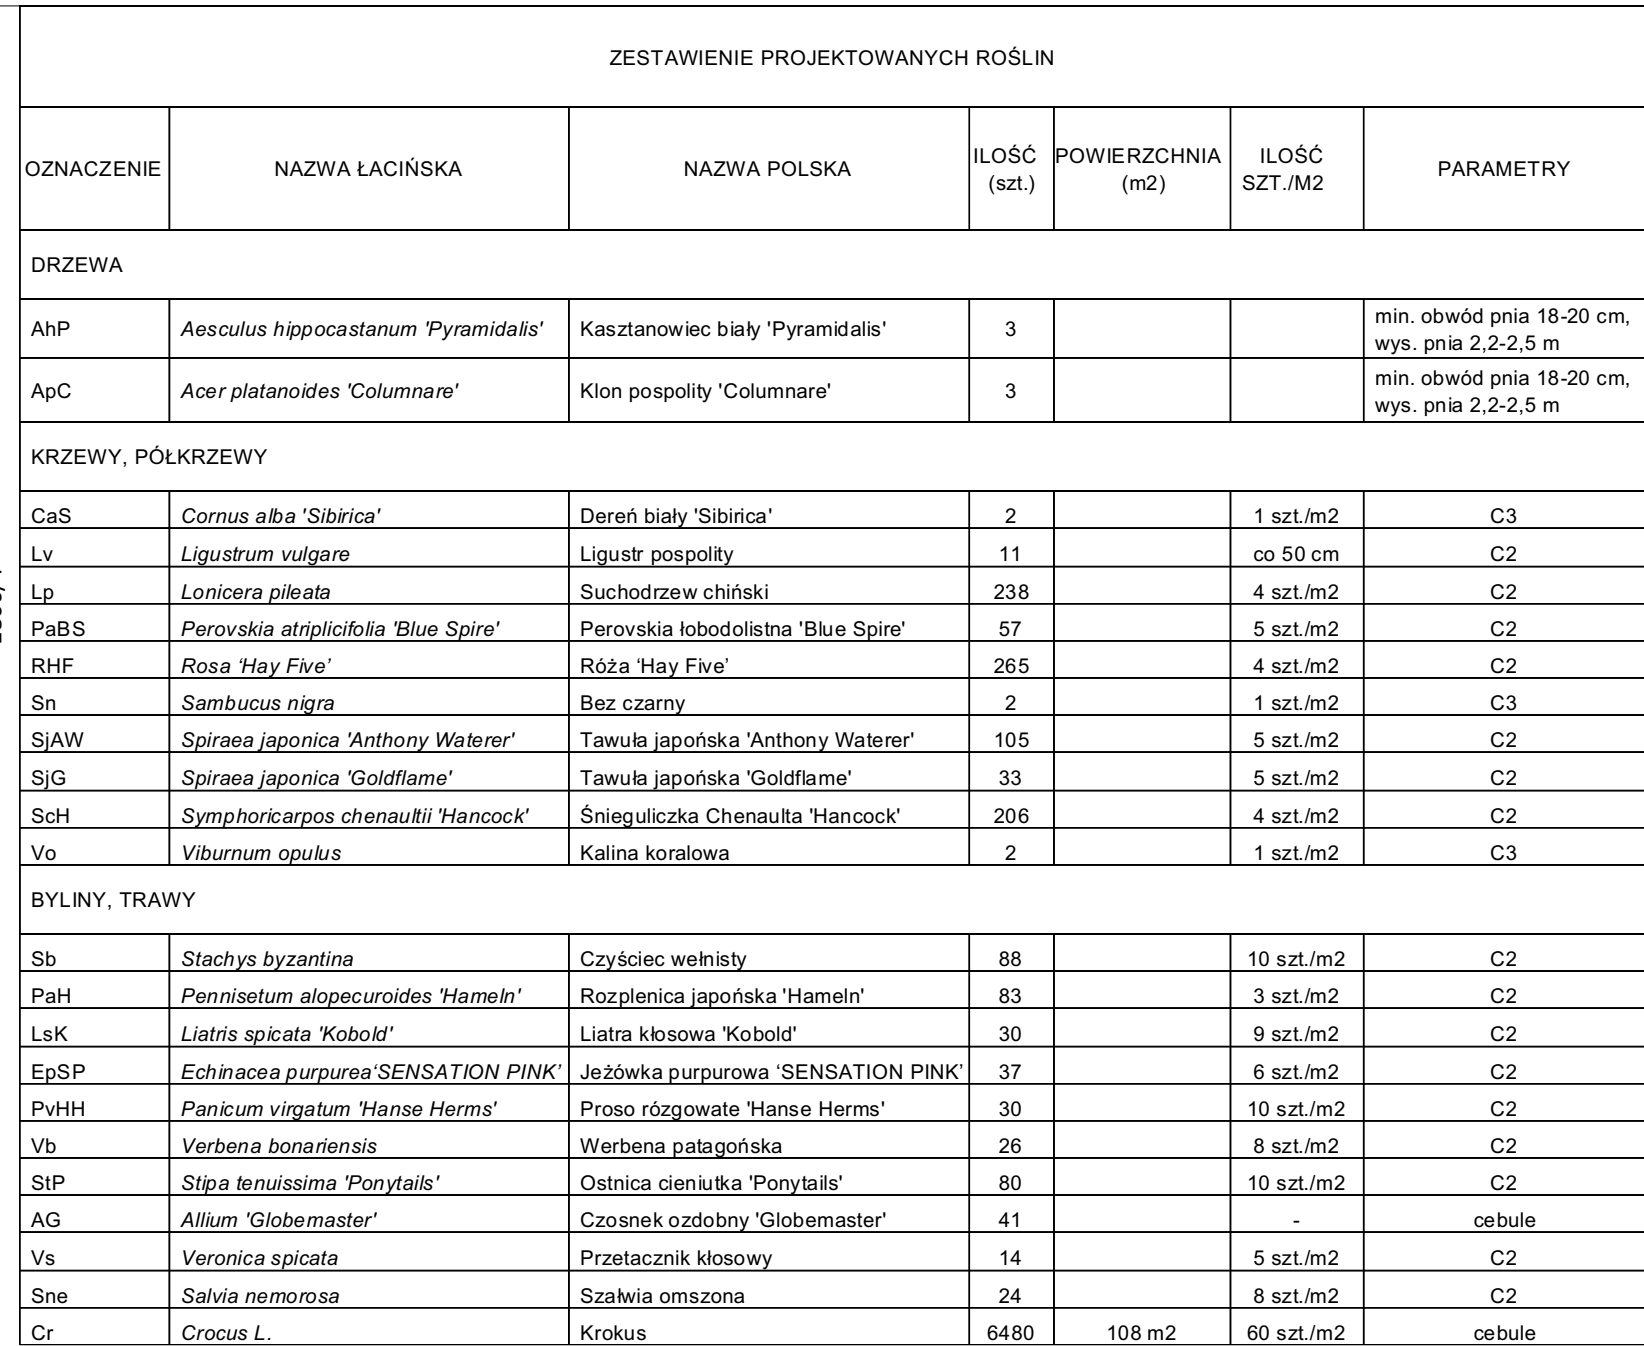 ZESTAWIENIE PROJEKTOWANYCH ROŚLIN
OZNACZENIE NAZWA ŁACIŃSKA NAZWA POLSKA ILOŚĆ (szt.) POWIERZCHNIA (m2) ILOŚĆ SZT./M2 PARAMETRY
DRZEWA
AhP Aesculus hippocastanum 'Pyramidalis' Kasztanowiec biały 'Pyramidalis' 3 min. obwód pnia 18-20 cm, wys. pnia 2,2-2,5 m
ApC Acer platanoides 'Columnare' Klon pospolity 'Columnare' 3 min. obwód pnia 18-20 cm, wys. pnia 2,2-2,5 m
KRZEWY, PÓŁKRZEWY
CaS Cornus alba 'Sibirica' Dereń biały 'Sibirica' 2 1 szt./m2 C3
Lv Ligustrum vulgare Ligustr pospolity 11 co 50 cm C2
Lp Lonicera pileata Suchodrzew chiński 238 4 szt./m2 C2
PaBS Perovskia atriplicifolia 'Blue Spire' Perovskia łobodolistna 'Blue Spire' 57 5 szt./m2 C2
RHF Rosa ‘Hay Five’ Róża ‘Hay Five’ 265 4 szt./m2 C2
Sn Sambucus nigra Bez czarny 2 1 szt./m2 C3
SjAW Spiraea japonica 'Anthony Waterer' Tawuła japońska 'Anthony Waterer' 105 5 szt./m2 C2
SjG Spiraea japonica 'Goldflame' Tawuła japońska 'Goldflame' 33 5 szt./m2 C2
ScH Symphoricarpos chenaultii 'Hancock' Śnieguliczka Chenaulta 'Hancock' 206 4 szt./m2 C2
Vo Viburnum opulus Kalina koralowa 2 1 szt./m2 C3
BYLINY, TRAWY
Sb Stachys byzantina Czyściec wełnisty 88 10 szt./m2 C2
PaH Pennisetum alopecuroides 'Hameln' Rozplenica japońska 'Hameln' 83 3 szt./m2 C2
LsK Liatris spicata 'Kobold' Liatra kłosowa 'Kobold' 30 9 szt./m2 C2
EpSP Echinacea purpurea‘SENSATION PINK’ Jeżówka purpurowa ‘SENSATION PINK’ 37 6 szt./m2 C2
PvHH Panicum virgatum 'Hanse Herms' Proso rózgowate 'Hanse Herms' 30 10 szt./m2 C2
Vb Verbena bonariensis Werbena patagońska 26 8 szt./m2 C2
StP Stipa tenuissima 'Ponytails' Ostnica cieniutka 'Ponytails' 80 10 szt./m2 C2
AG Allium 'Globemaster' Czosnek ozdobny 'Globemaster' 41 - cebule
Vs Veronica spicata Przetacznik kłosowy 14 5 szt./m2 C2
Sne Salvia nemorosa Szałwia omszona 24 8 szt./m2 C2
Cr Crocus L. Krokus 6480 108 m2 60 szt./m2 cebule